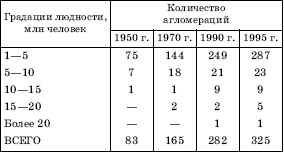 Градации людности,
млн человек
Количество
агломераций
1950 г. 1970 г. 1990 г. 1995 г.
1—5 75 144 249 287
5—10 7 18 21 23
10—15 1 1 9 9
15—20 — 2 2 5
Более 20 — — 1 1
ВСЕГО 83 165 282 325